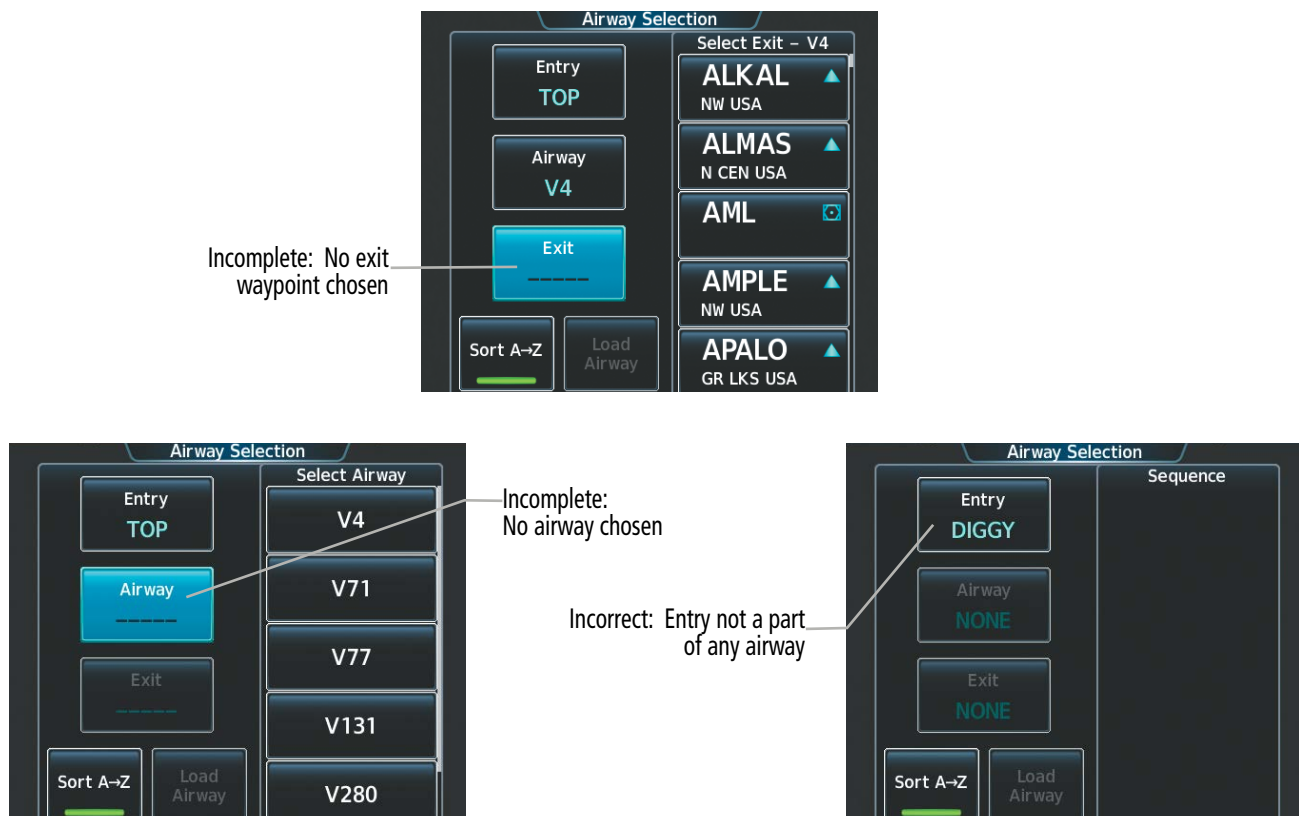 Airway Selection
Entry
TOP
Airway
V4
Exit
_____
Sort A→Z
Load
Airway
Select Exit – V4
ALKAL
NW USA
ALMAS
N CEN USA
AML
AMPLE
NW USA
APALO
GR LKS USA
Incomplete: No exit
waypoint chosen
Airway Selection
Entry
TOP
Airway
_____
Exit
_____
Sort A→Z
Load
Airway
Select Airway
V4
V71
V77
V131
V280
Incomplete:
No airway chosen
Incorrect: Entry not a part
of any airway
Airway Selection
Entry
DIGGY
Airway
NONE
Exit
NONE
Sort A→Z
Load
Airway
Sequence